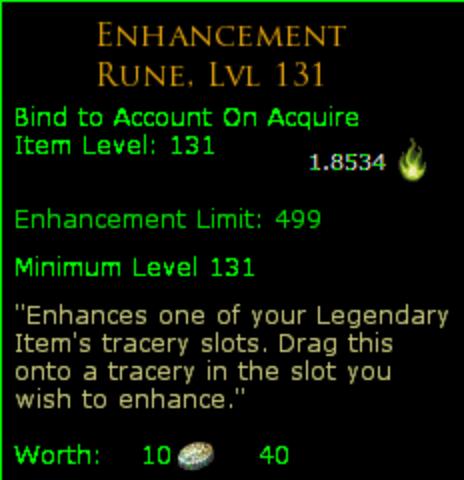 Enhancement
Rune, Lvl 131
Bind to Account On Acquire
Item Level: 131
1.8534
Enhancement Limit: 499
Minimum Level 131
"Enhances one of your Legendary
Item's tracery slots. Drag this
onto a tracery in the slot you
wish to enhance."
Worth: 10 40